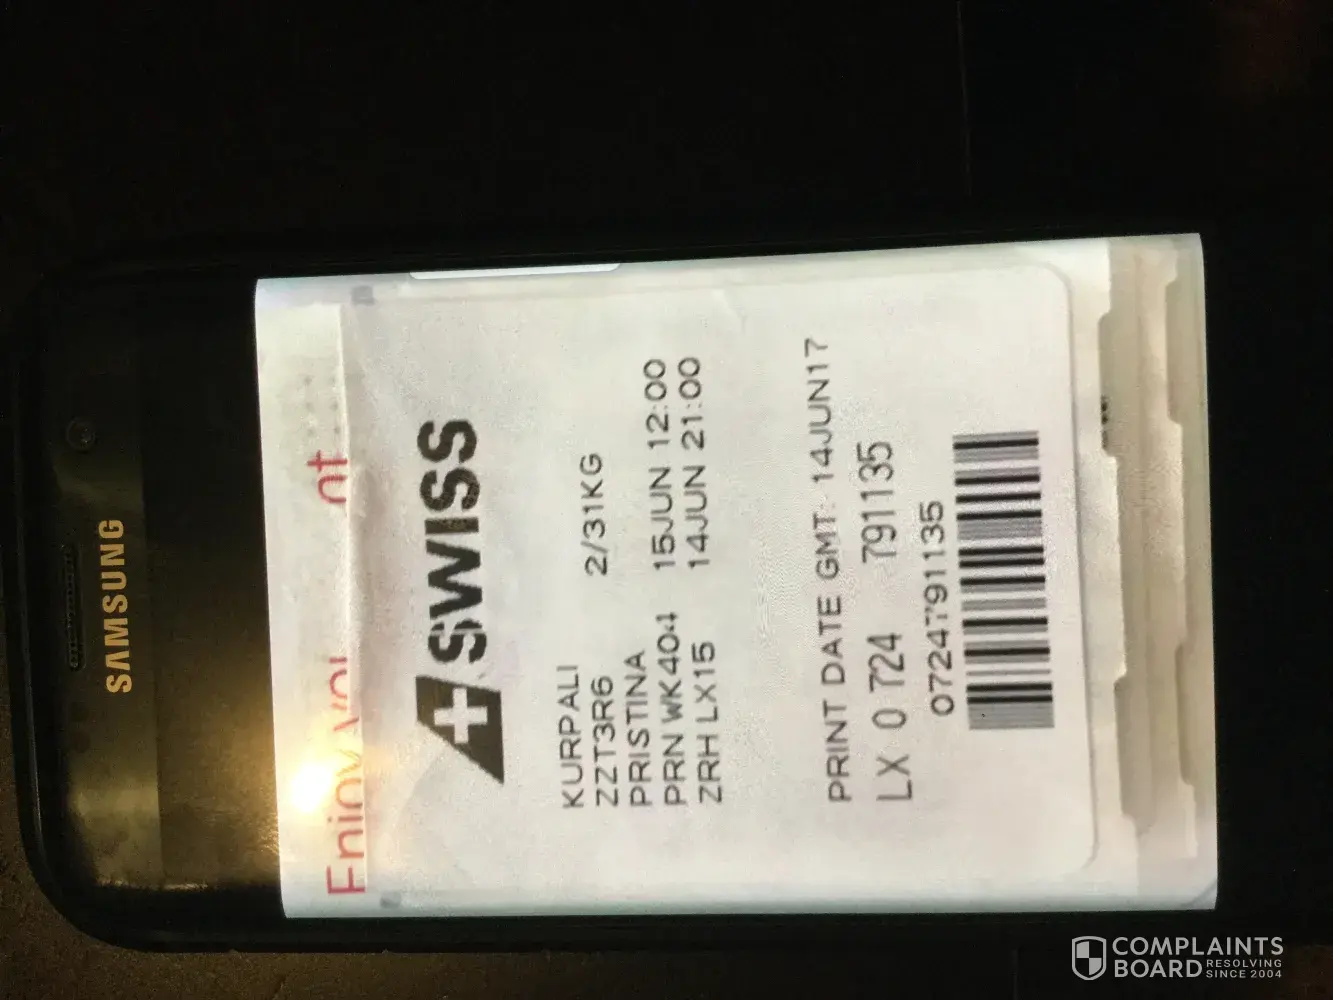 SAMSUNG
SWISS
KURPALI
ZZT3R6 2/31KG
PRISTINA
PRN WK404 15JUN 12:00
ZRH LX15 14JUN 21:00
PRINT DATE GMT: 14JUN17
LX 0 724 791135
0724791135
COMPLAINTS
BOARD RESOLVING
SINCE 2004